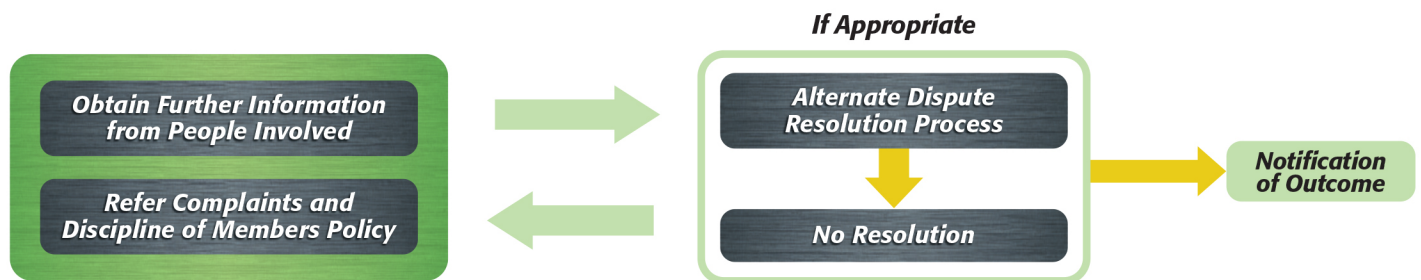 If Appropriate
Obtain Further Information
from People Involved
Refer Complaints and
Discipline of Members Policy
Alternate Dispute
Resolution Process
No Resolution
Notification
of Outcome